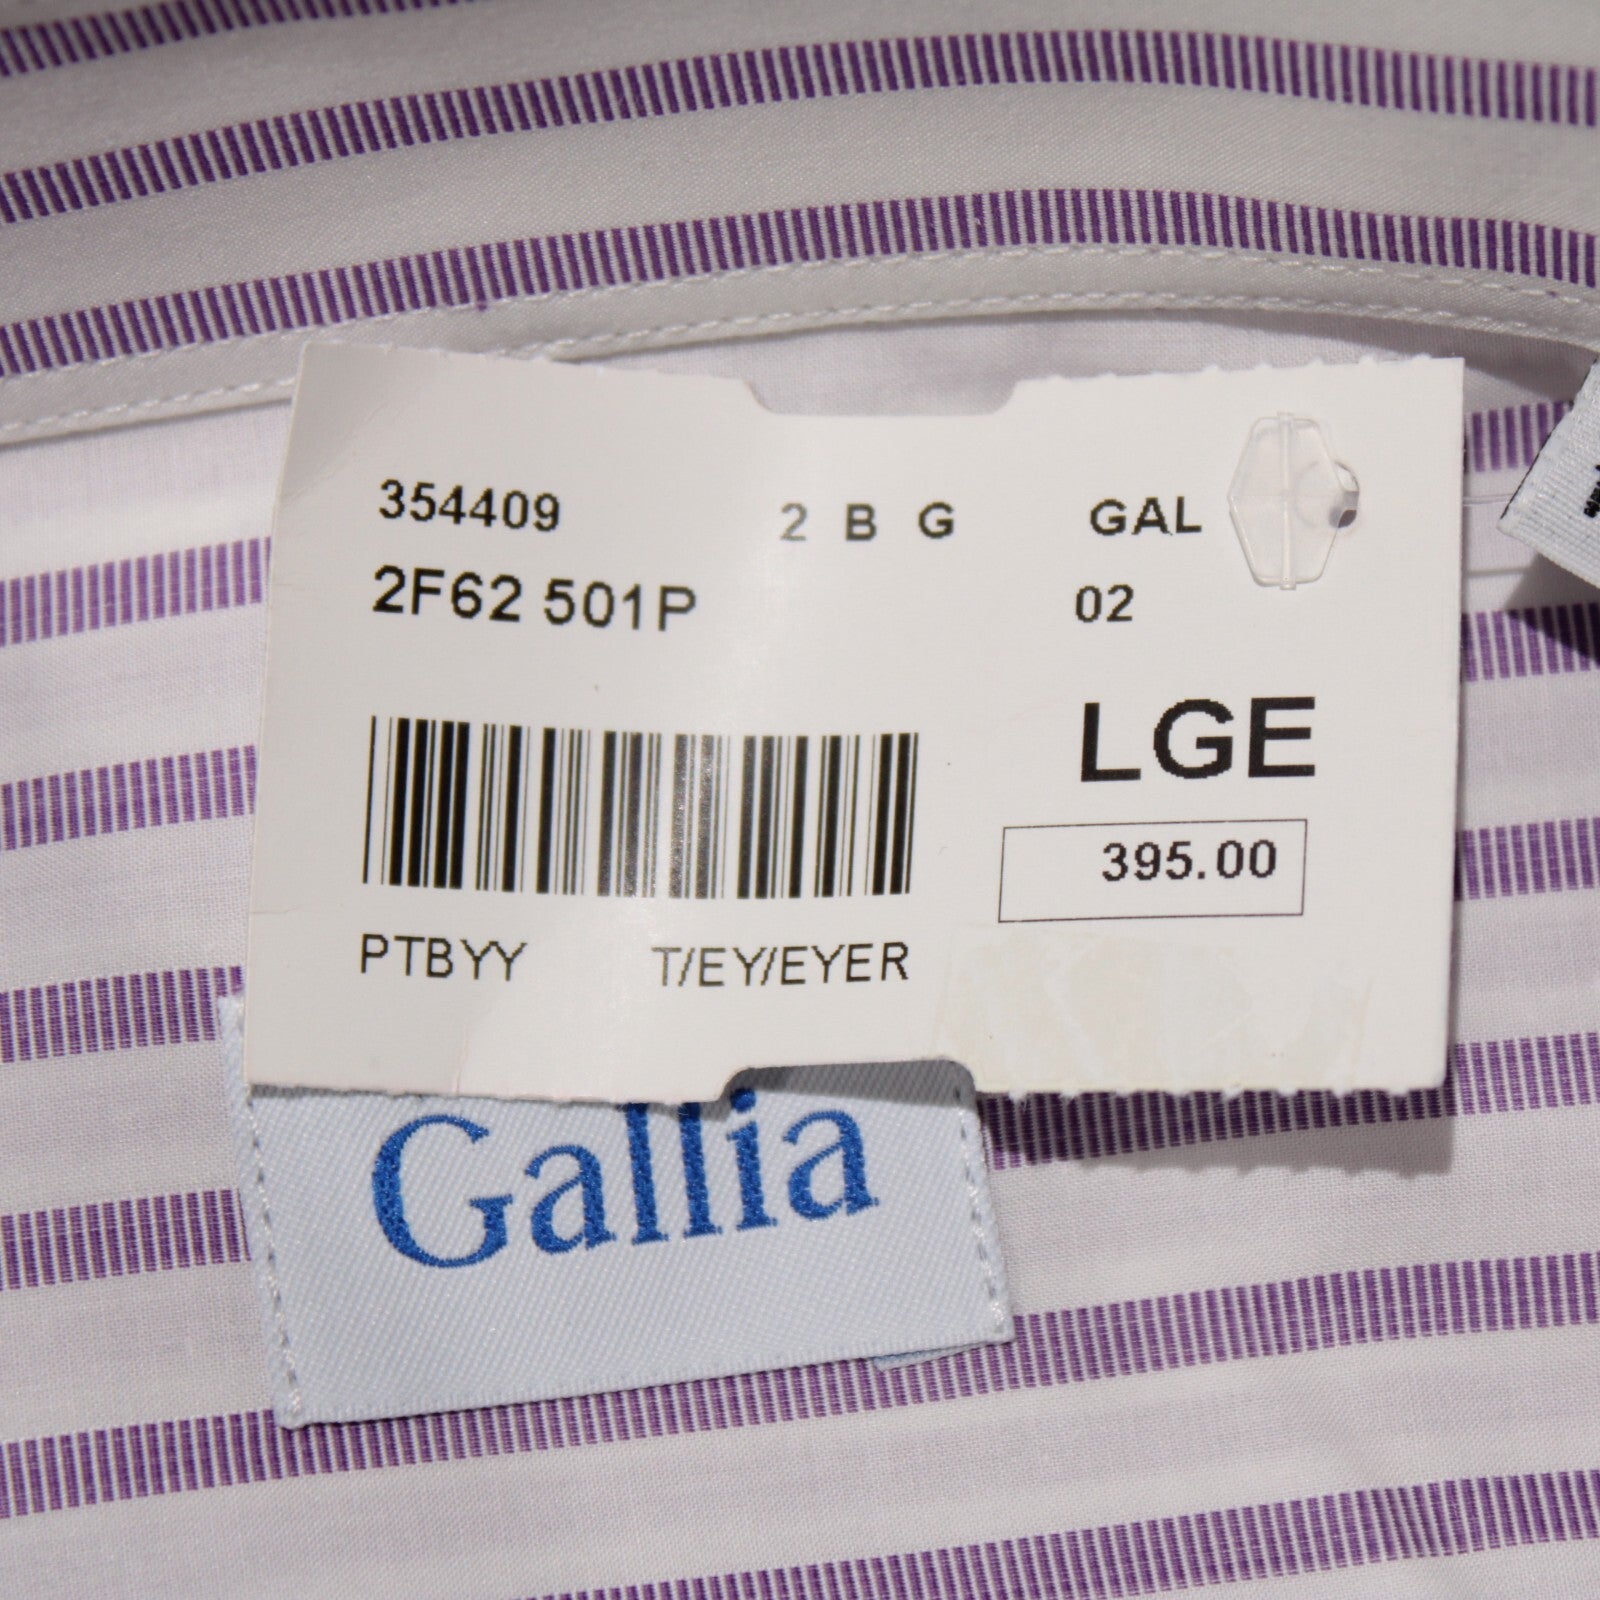 354409 2 B G GAL
2F62 501P 02
LGE
395.00
PTBYY T/EY/EYER
Gallia